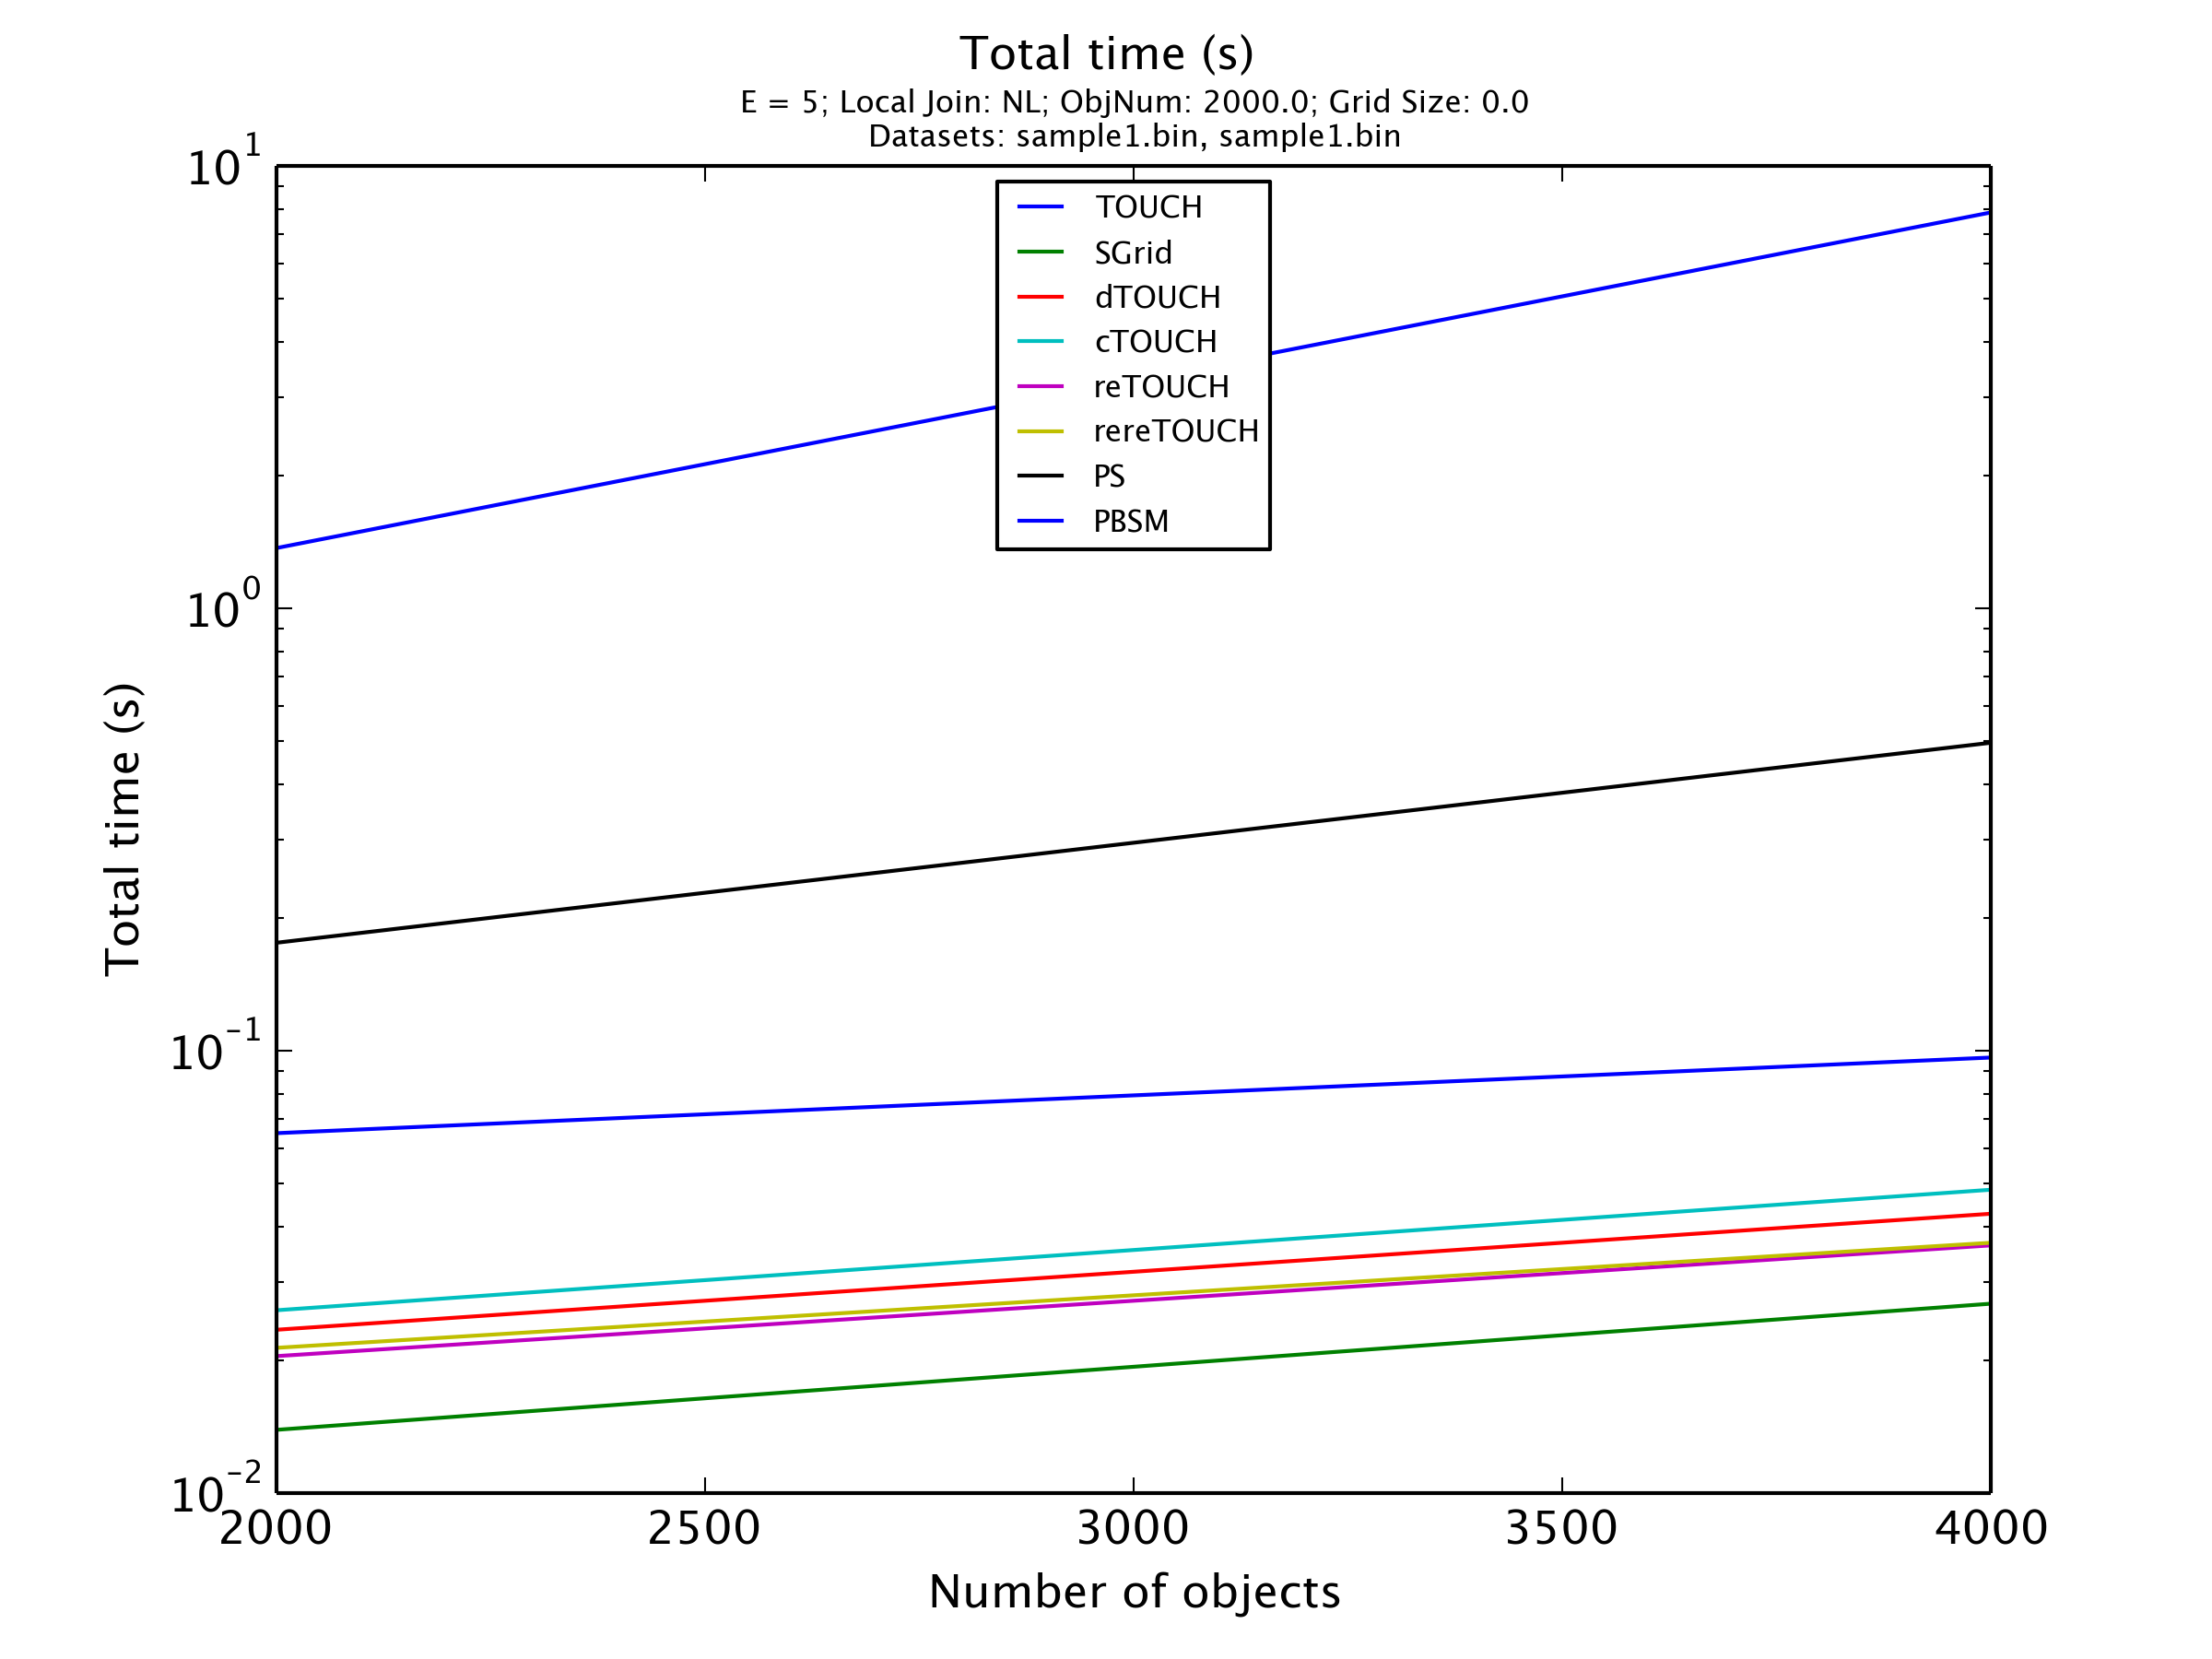 Total time (s)
E = 5; Local Join: NL; ObjNum: 2000.0; Grid Size: 0.0
Datasets: sample1.bin, sample1.bin
10^1
10^0
10^-1
10^-2
Total time (s)
TOUCH
SGrid
dTOUCH
cTOUCH
reTOUCH
rereTOUCH
PS
PBSM
2000 2500 3000 3500 4000
Number of objects